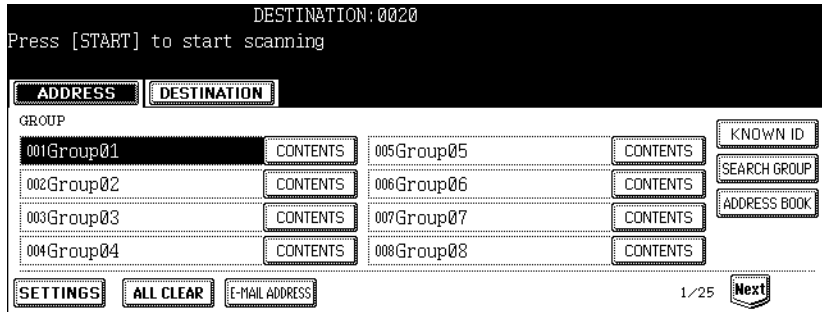 DESTINATION:0020
Press [START] to start scanning
ADDRESS DESTINATION
GROUP
KNOWN ID
001Group01 CONTENTS 005Group05 CONTENTS
SEARCH GROUP
002Group02 CONTENTS 006Group06 CONTENTS
ADDRESS BOOK
003Group03 CONTENTS 007Group07 CONTENTS
004Group04 CONTENTS 008Group08 CONTENTS
SETTINGS ALL CLEAR E-MAIL ADDRESS 1/25 Next